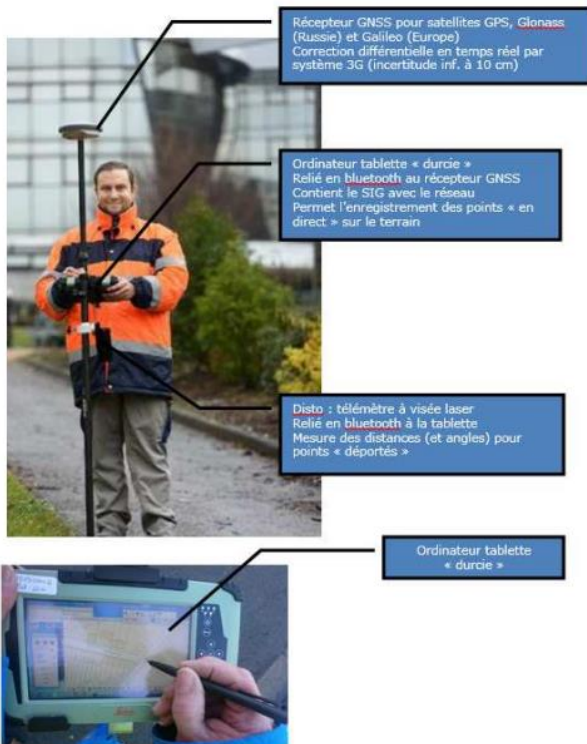 Récepteur GNSS pour satellites GPS, Glonass
(Russie) et Galileo (Europe)
Correction différentielle en temps réel par
système 3G (incertitude inf. à 10 cm)
Ordinateur tablette « durcie »
Relié en bluetooth au récepteur GNSS
Contient le SIG avec le réseau
Permet l'enregistrement des points « en
direct » sur le terrain
Disto : télémètre à visée laser
Relié en bluetooth à la tablette
Mesure des distances (et angles) pour
points « déportés »
Ordinateur tablette
« durcie »
Leica